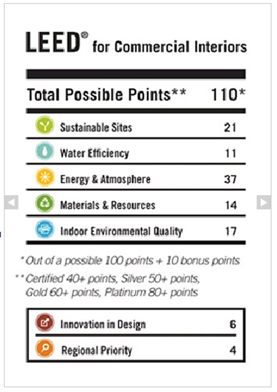 LEED® for Commercial Interiors
Total Possible Points** 110*
Sustainable Sites 21
Water Efficiency 11
Energy & Atmosphere 37
Materials & Resources 14
Indoor Environmental Quality 17
* Out of a possible 100 points + 10 bonus points
** Certified 40+ points, Silver 50+ points,
Gold 60+ points, Platinum 80+ points
Innovation in Design 6
Regional Priority 4